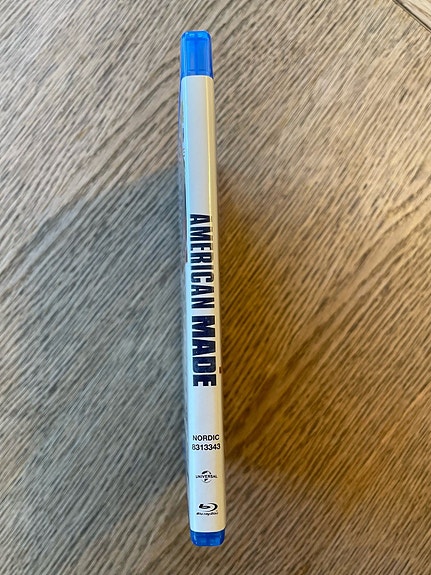 AMERICAN MADE
NORDIC
8313343
UNIVERSAL
Blu-ray Disc